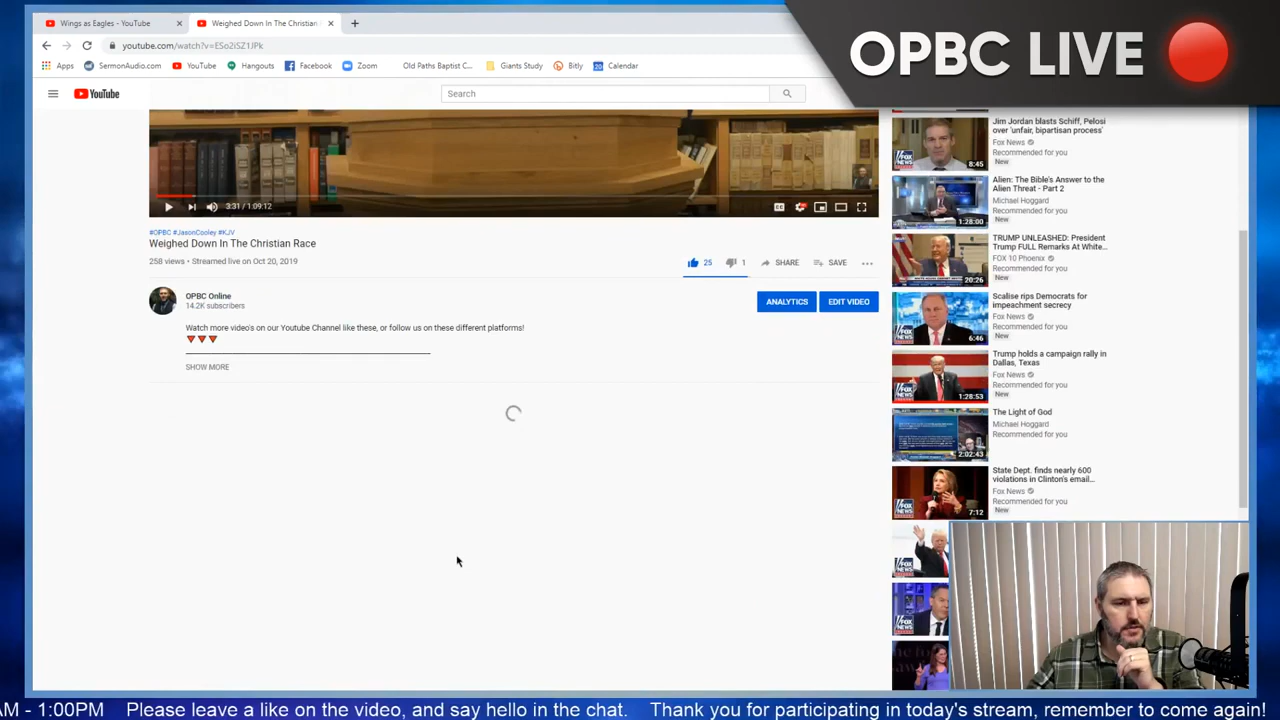 Wings as Eagles - YouTube
Weighed Down In The Christian
OPBC LIVE
youtube.com/watch?v=ESo2iSZ1JPk
Apps SermonAudio.com YouTube Hangouts Facebook Zoom Old Paths Baptist C... Giants Study Bitly Calendar
YouTube
Search
3:31 / 1:09:12
#OPBC #JasonCooley #KJV
Weighed Down In The Christian Race
258 views • Streamed live on Oct 20, 2019
25 1 SHARE SAVE
OPBC Online
14.2K subscribers
ANALYTICS EDIT VIDEO
Watch more video's on our Youtube Channel like these, or follow us on these different platforms!
SHOW MORE
Jim Jordan blasts Schiff, Pelosi
over 'unfair, bipartisan process'
Fox News
Recommended for you
New
8:45
Alien: The Bible's Answer to the
Alien Threat - Part 2
Michael Hoggard
Recommended for you
New
1:28:00
TRUMP UNLEASHED: President
Trump FULL Remarks At White...
FOX 10 Phoenix
Recommended for you
New
20:26
Scalise rips Democrats for
impeachment secrecy
Fox News
Recommended for you
New
6:46
Trump holds a campaign rally in
Dallas, Texas
Fox News
Recommended for you
New
1:28:53
The Light of God
Michael Hoggard
Recommended for you
2:02:43
State Dept. finds nearly 600
violations in Clinton's email...
Fox News
Recommended for you
New
7:12
AM - 1:00PM Please leave a like on the video, and say hello in the chat. Thank you for participating in today's stream, remember to come again!